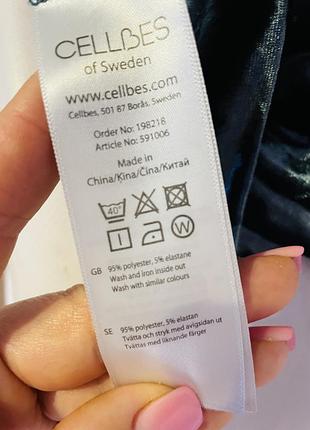 CELLBES
of Sweden
www.cellbes.com
Cellbes, 501 87 Borås, Sweden
Order No: 198218
Article No: 591006
Made in
China/Kina/Čína/Китай
40°
W
GB 95% polyester, 5% elastane
Wash and iron inside out
Wash with similar colours
SE 95% polyester, 5% elastan
Tvätta och stryk med avigsidan ut
Tvättas med liknande färger